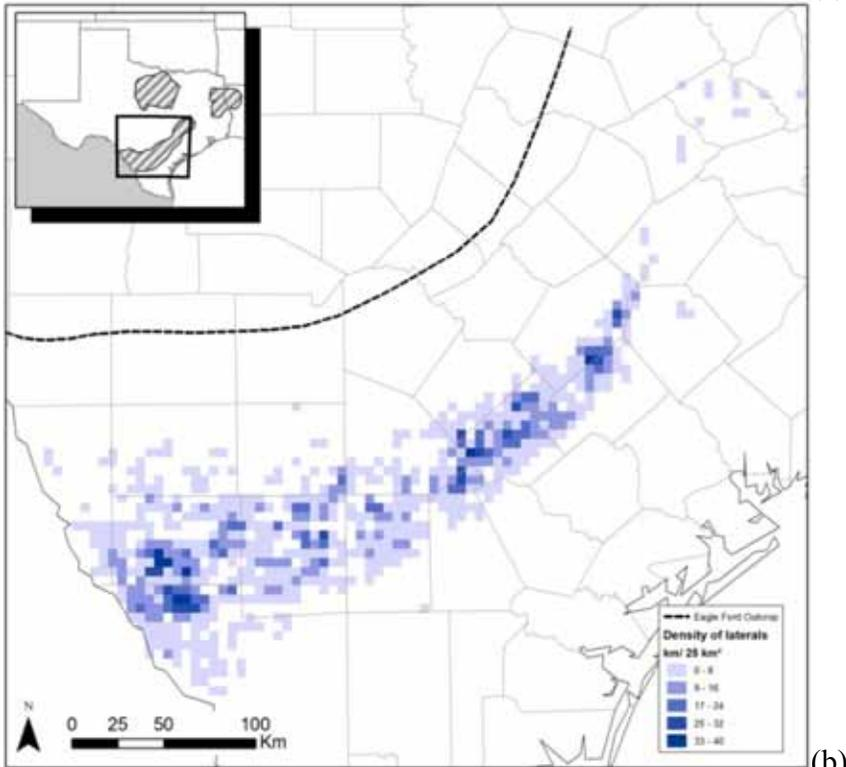 Eagle Ford Outcrop
Density of laterals
km/ 25 km²
0 - 8
9 - 16
17 - 24
25 - 32
33 - 40
N
0 25 50 100
Km
(b)